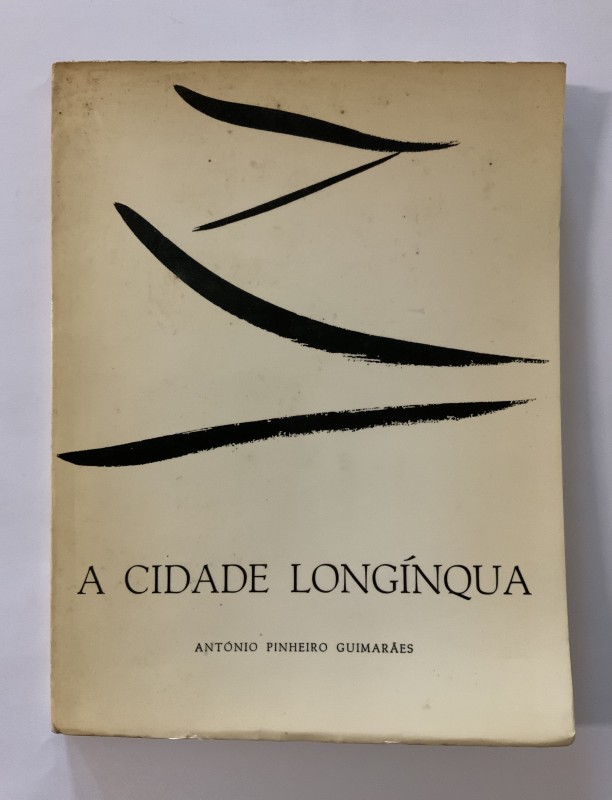 A CIDADE LONGÍNQUA
ANTÓNIO PINHEIRO GUIMARÃES